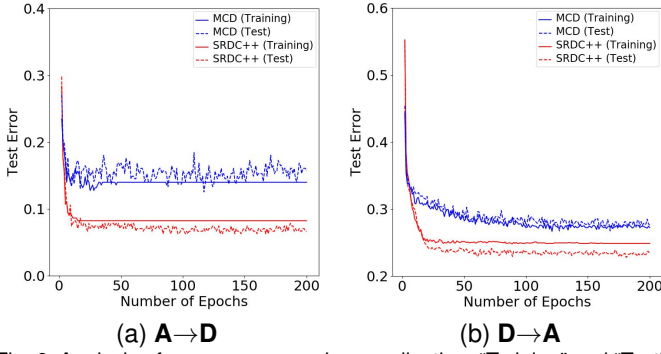 0.4
0.3
0.2
0.1
0.0
Test Error
MCD (Training)
MCD (Test)
SRDC++ (Training)
SRDC++ (Test)
0 50 100 150 200
Number of Epochs
(a) A→D
0.6
0.5
0.4
0.3
0.2
Test Error
MCD (Training)
MCD (Test)
SRDC++ (Training)
SRDC++ (Test)
0 50 100 150 200
Number of Epochs
(b) D→A